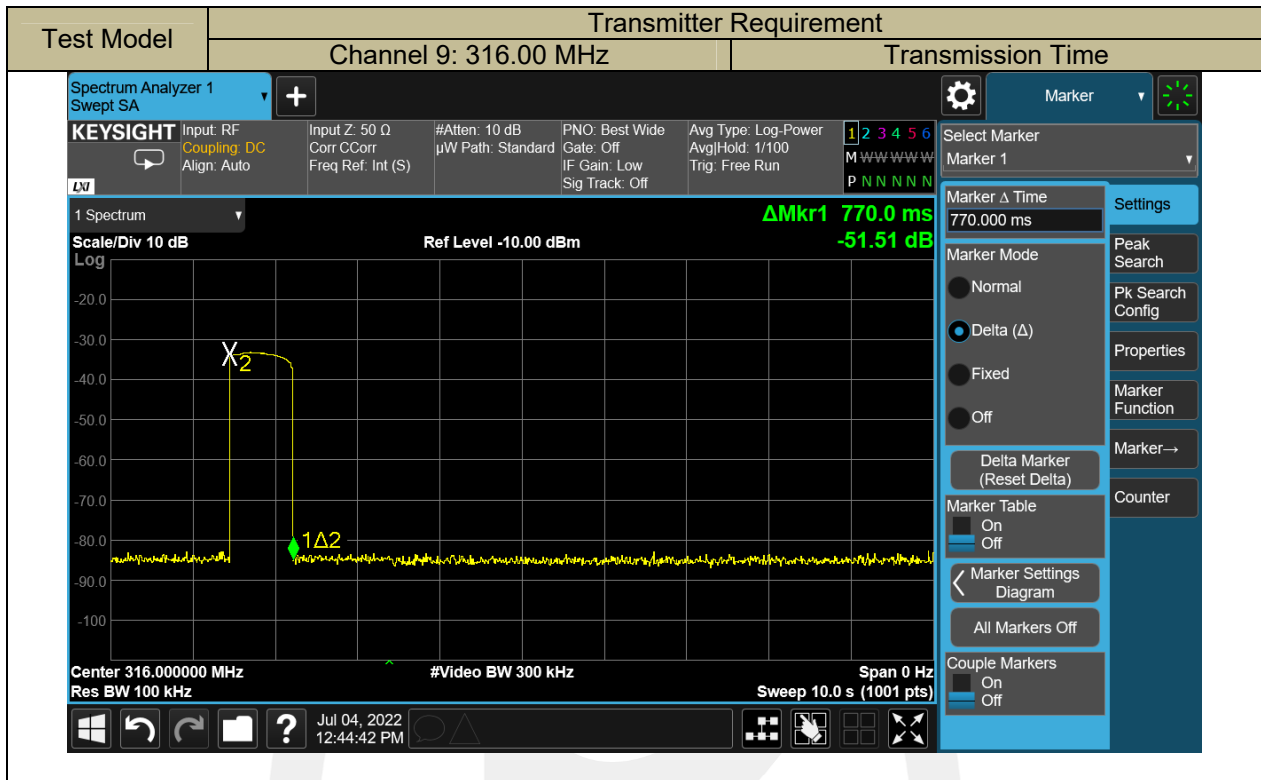 Test Model
Transmitter Requirement
Channel 9: 316.00 MHz
Transmission Time
Spectrum Analyzer 1
Swept SA
+
Marker
KEYSIGHT
LXI
Input: RF
Coupling: DC
Align: Auto
Input Z: 50 Ω
Corr CCorr
Freq Ref: Int (S)
#Atten: 10 dB
µW Path: Standard
PNO: Best Wide
Gate: Off
IF Gain: Low
Sig Track: Off
Avg Type: Log-Power
Avg|Hold: 1/100
Trig: Free Run
1 2 3 4 5 6
M W W W W W
P N N N N N
Select Marker
Marker 1
1 Spectrum
Scale/Div 10 dB
Ref Level -10.00 dBm
ΔMkr1 770.0 ms
-51.51 dB
Log
-20.0
-30.0
-40.0
-50.0
-60.0
-70.0
-80.0
-90.0
-100
X2
1Δ2
Center 316.000000 MHz
Res BW 100 kHz
#Video BW 300 kHz
Span 0 Hz
Sweep 10.0 s (1001 pts)
Marker Δ Time
770.000 ms
Marker Mode
Normal
Delta (Δ)
Fixed
Off
Delta Marker
(Reset Delta)
Marker Table
On
Off
Marker Settings
Diagram
All Markers Off
Couple Markers
On
Off
Settings
Peak
Search
Pk Search
Config
Properties
Marker
Function
Marker→
Counter
?
Jul 04, 2022
12:44:42 PM